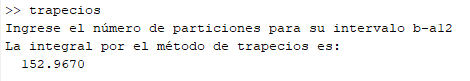 >> trapecios
Ingrese el número de particiones para su intervalo b-a12
La integral por el método de trapecios es:
152.9670